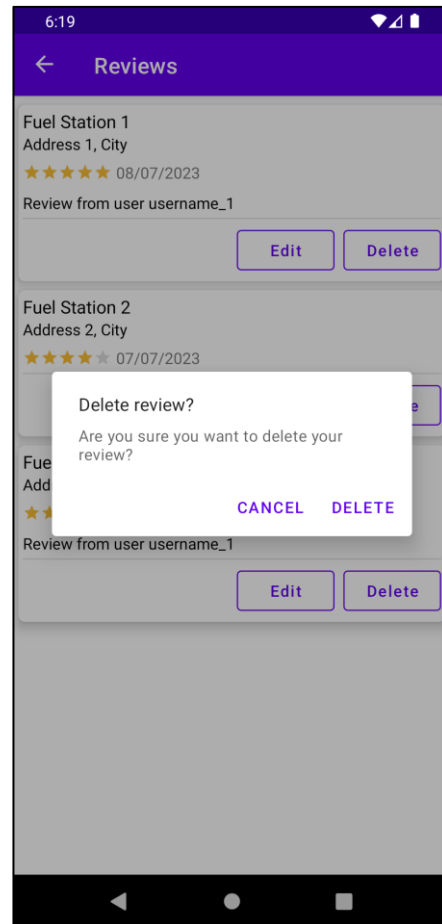 6:19
Reviews
Fuel Station 1
Address 1, City
08/07/2023
Review from user username_1
Edit Delete
Fuel Station 2
Address 2, City
07/07/2023
e
Delete review?
Are you sure you want to delete your
review?
CANCEL DELETE
Fue
Add
Review from user username_1
Edit Delete